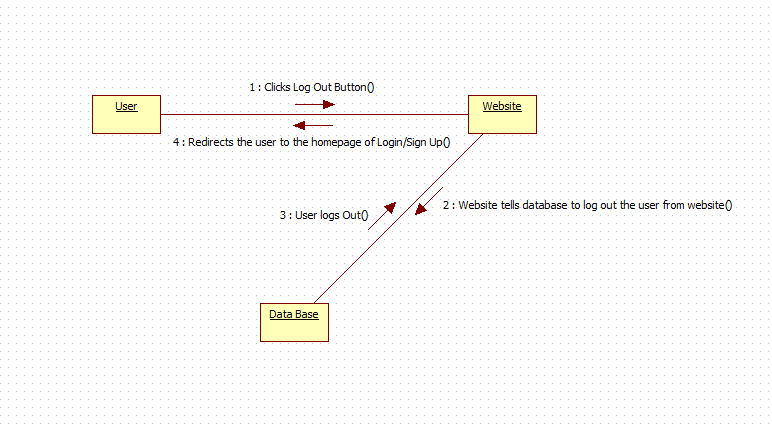 1 : Clicks Log Out Button()
User
Website
4 : Redirects the user to the homepage of Login/Sign Up()
2 : Website tells database to log out the user from website()
3 : User logs Out()
Data Base